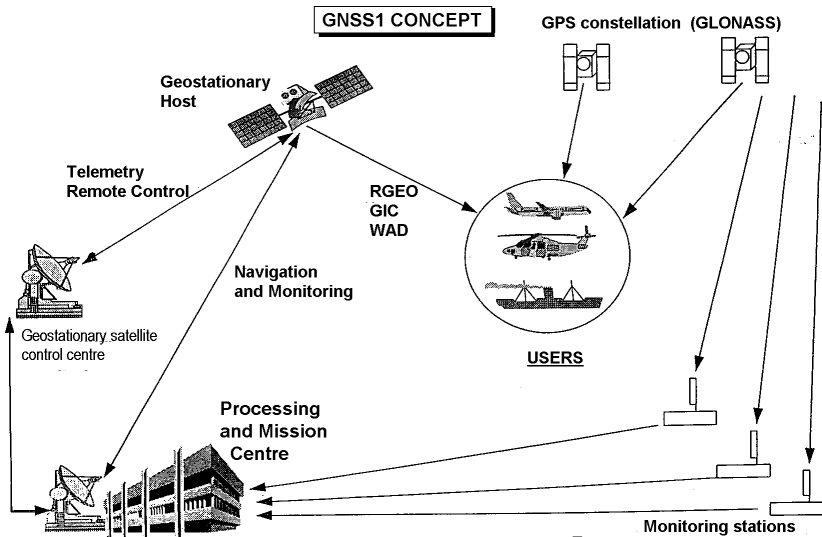 GNSS1 CONCEPT
GPS constellation (GLONASS)
Geostationary
Host
Telemetry
Remote Control
RGEO
GIC
WAD
Navigation
and Monitoring
Geostationary satellite
control centre
USERS
Processing
and Mission
Centre
Monitoring stations